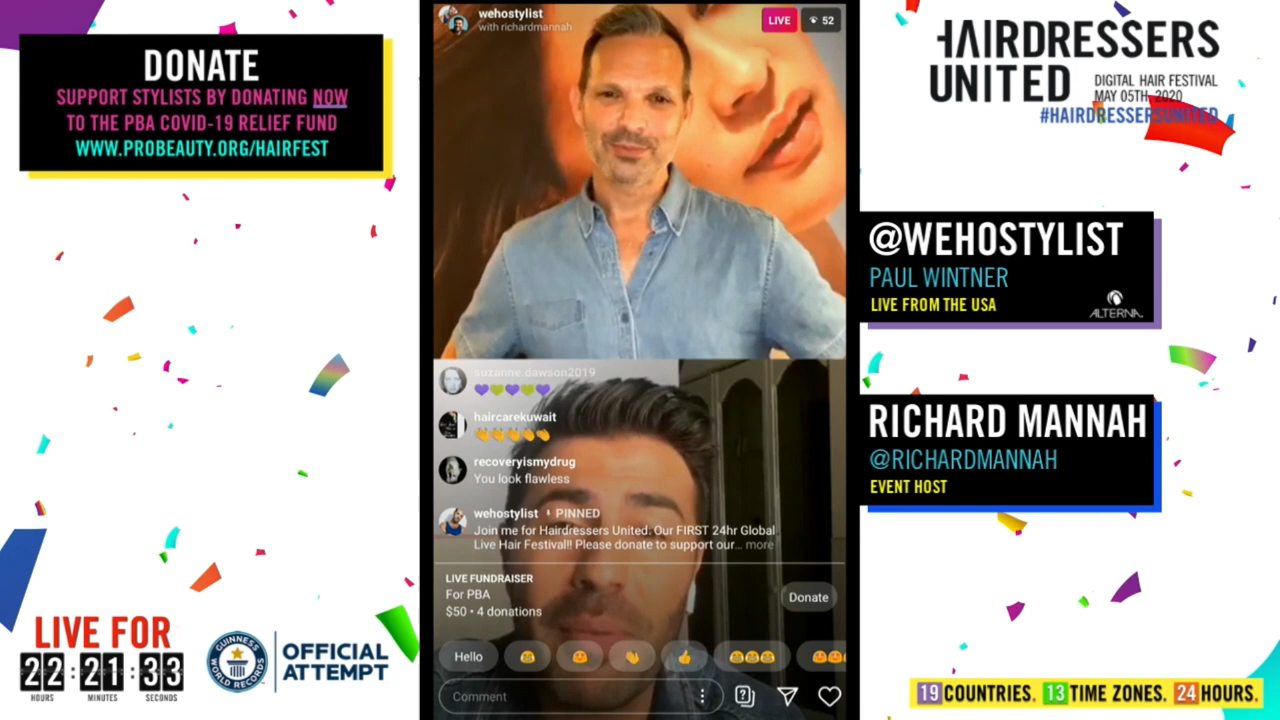 DONATE
SUPPORT STYLISTS BY DONATING NOW
TO THE PBA COVID-19 RELIEF FUND
WWW.PROBEAUTY.ORG/HAIRFEST
LIVE FOR
22:21:33
HOURS MINUTES SECONDS
GUINNESS
WORLD RECORDS
OFFICIAL
ATTEMPT
wehostylist
with richardmannah
LIVE
52
suzanne.dawson2019
💜💚💜💚💜
haircarekuwait
👏👏👏👏👏
recoveryismydrug
You look flawless
wehostylist PINNED
Join me for Hairdressers United: Our FIRST 24hr Global
Live Hair Festival!! Please donate to support our... more
LIVE FUNDRAISER
For PBA
$50 • 4 donations
Donate
Hello
Comment
HAIRDRESSERS
UNITED
DIGITAL HAIR FESTIVAL
MAY 05TH, 2020
#HAIRDRESSERSUNITED
@WEHOSTYLIST
PAUL WINTNER
LIVE FROM THE USA
ALTERNA
RICHARD MANNAH
@RICHARDMANNAH
EVENT HOST
19 COUNTRIES. 13 TIME ZONES. 24 HOURS.